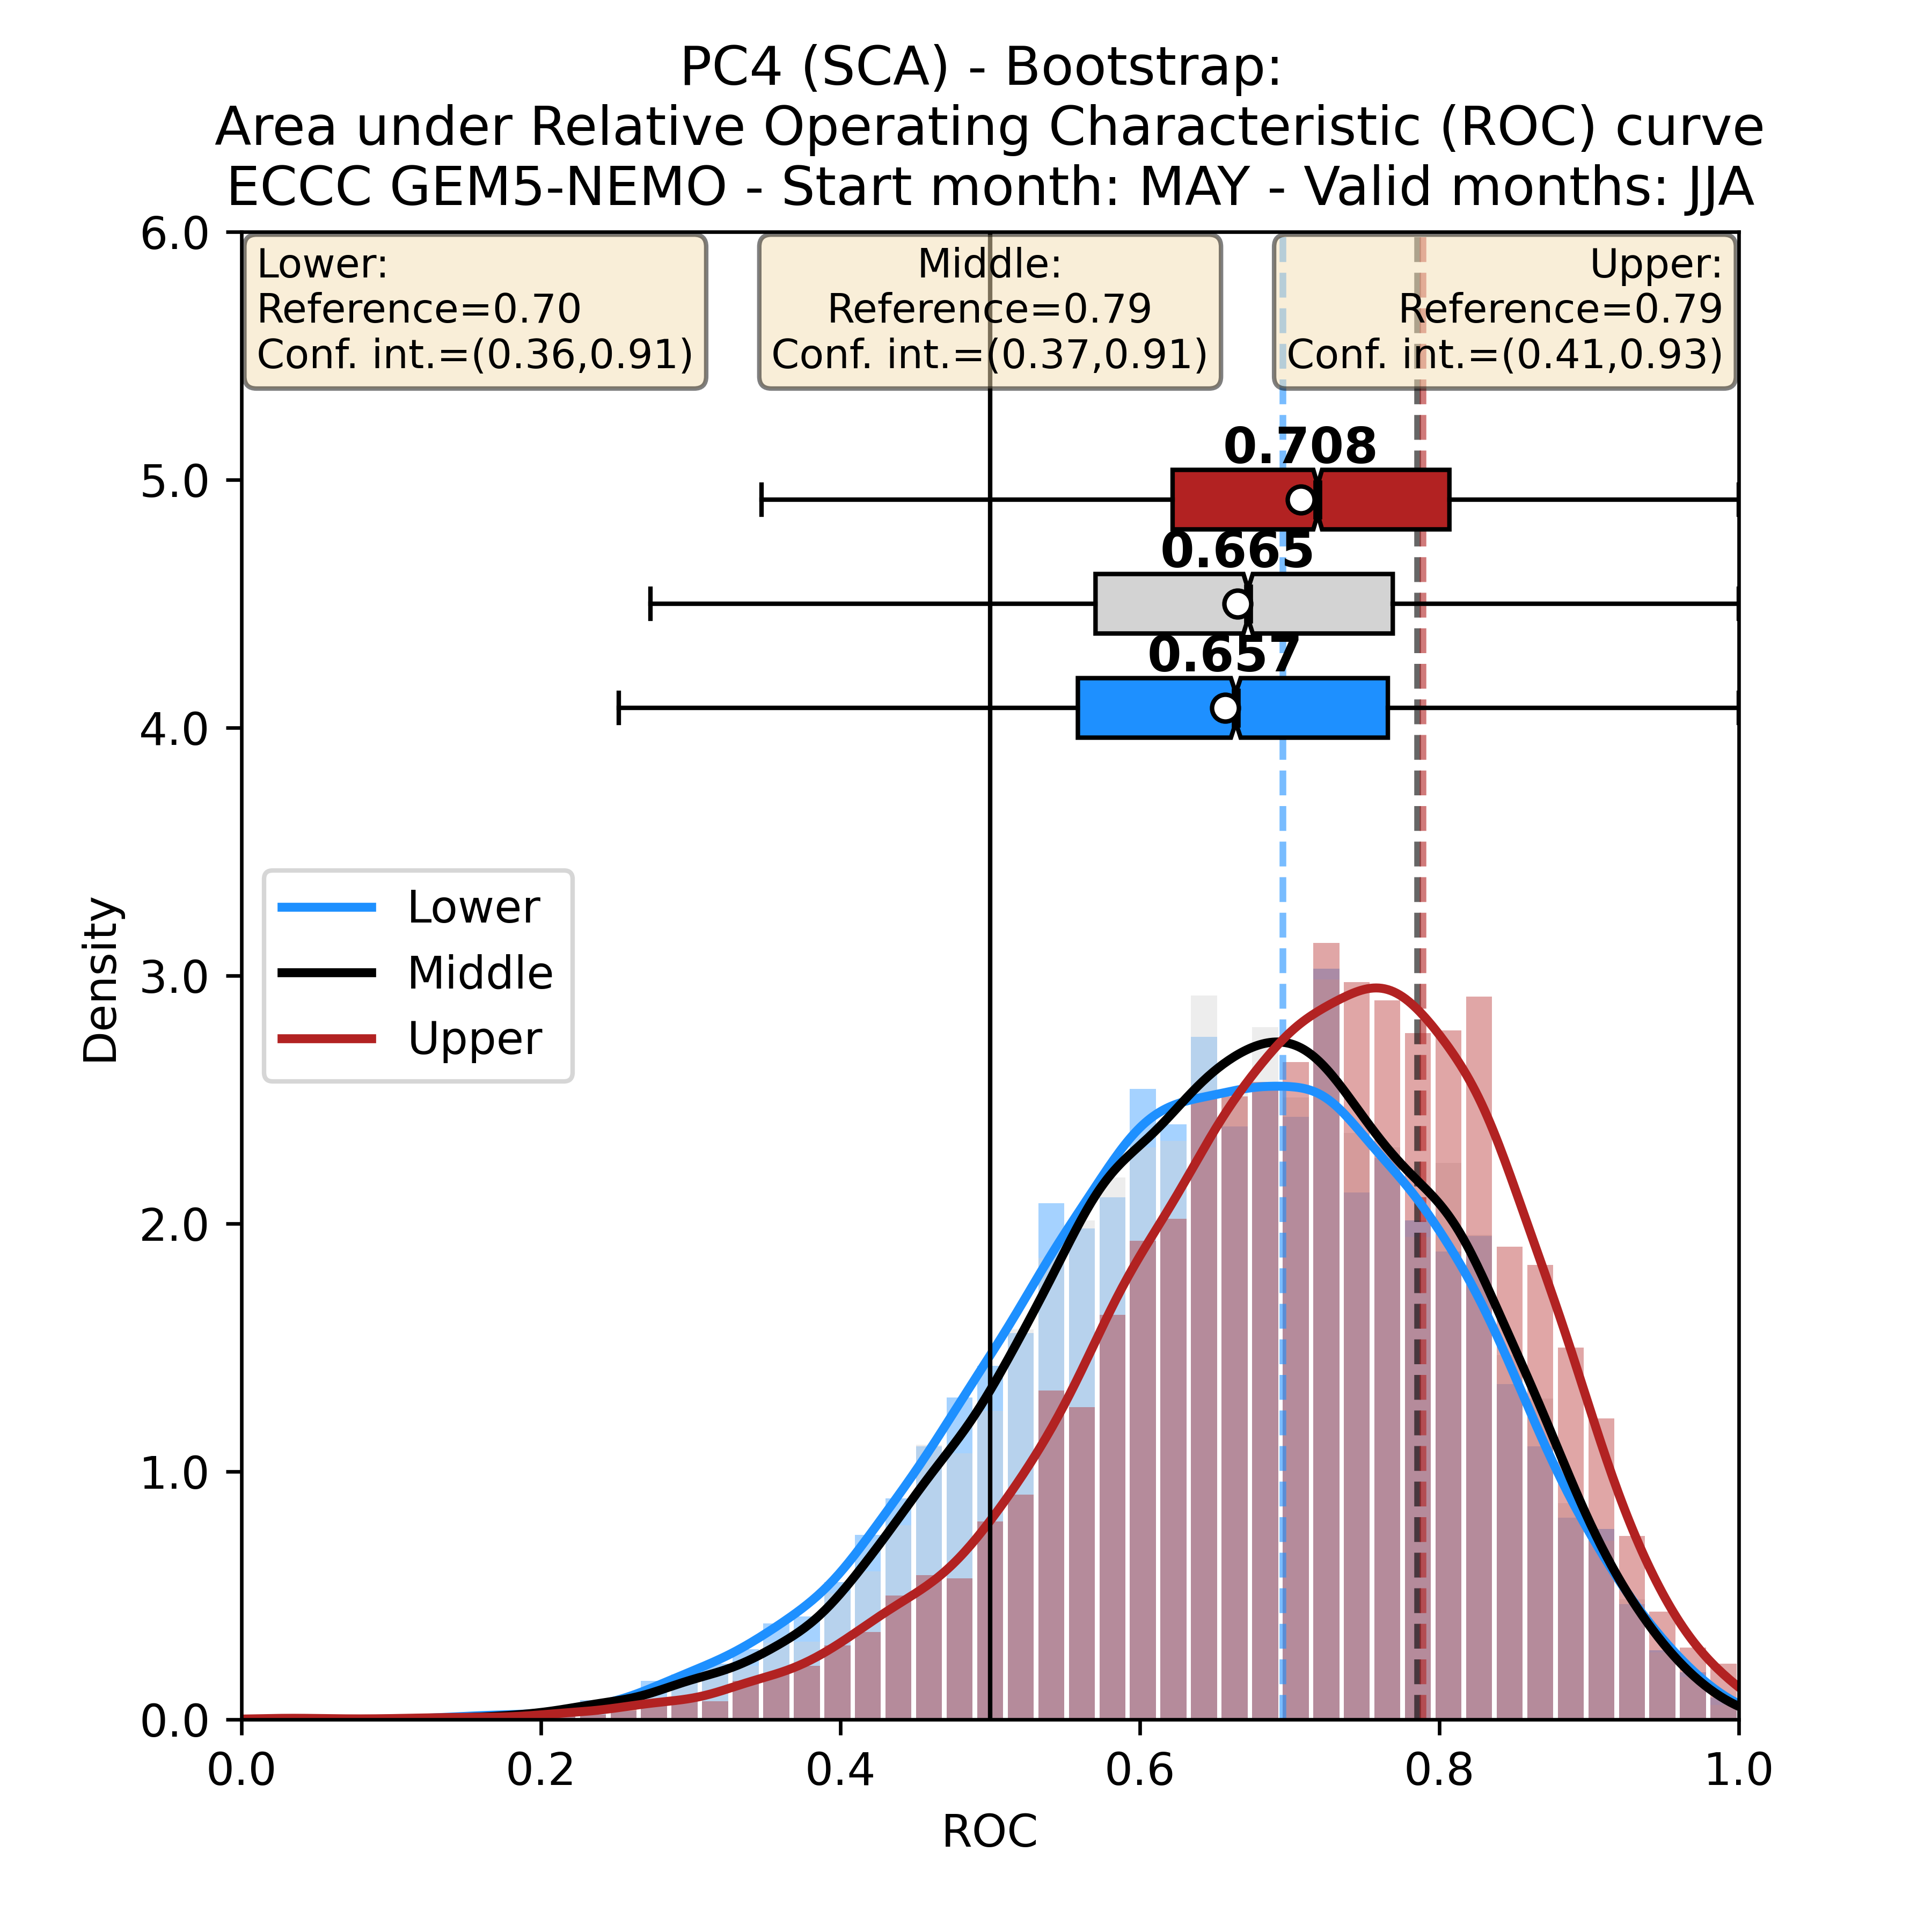 PC4 (SCA) - Bootstrap:
Area under Relative Operating Characteristic (ROC) curve
ECCC GEM5-NEMO - Start month: MAY - Valid months: JJA
6.0
Lower:
Reference=0.70
Conf. int.=(0.36,0.91)
Middle:
Reference=0.79
Conf. int.=(0.37,0.91)
Upper:
Reference=0.79
Conf. int.=(0.41,0.93)
0.708
5.0
0.665
0.657
4.0
Lower
Middle
Upper
Density
3.0
2.0
1.0
0.0
0.0
0.2
0.4
0.6
0.8
1.0
ROC